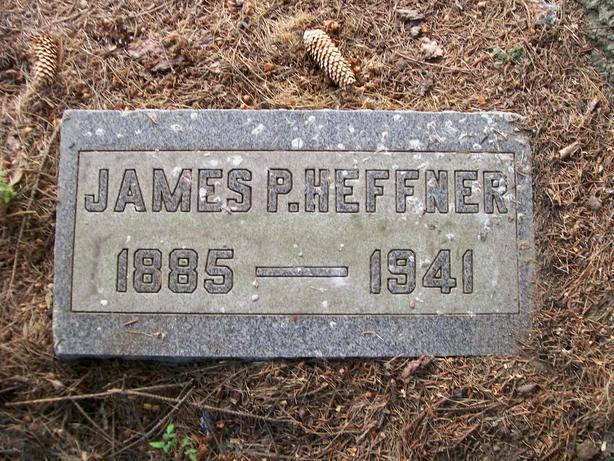 JAMES P. HEFFNER
1885 — 1941